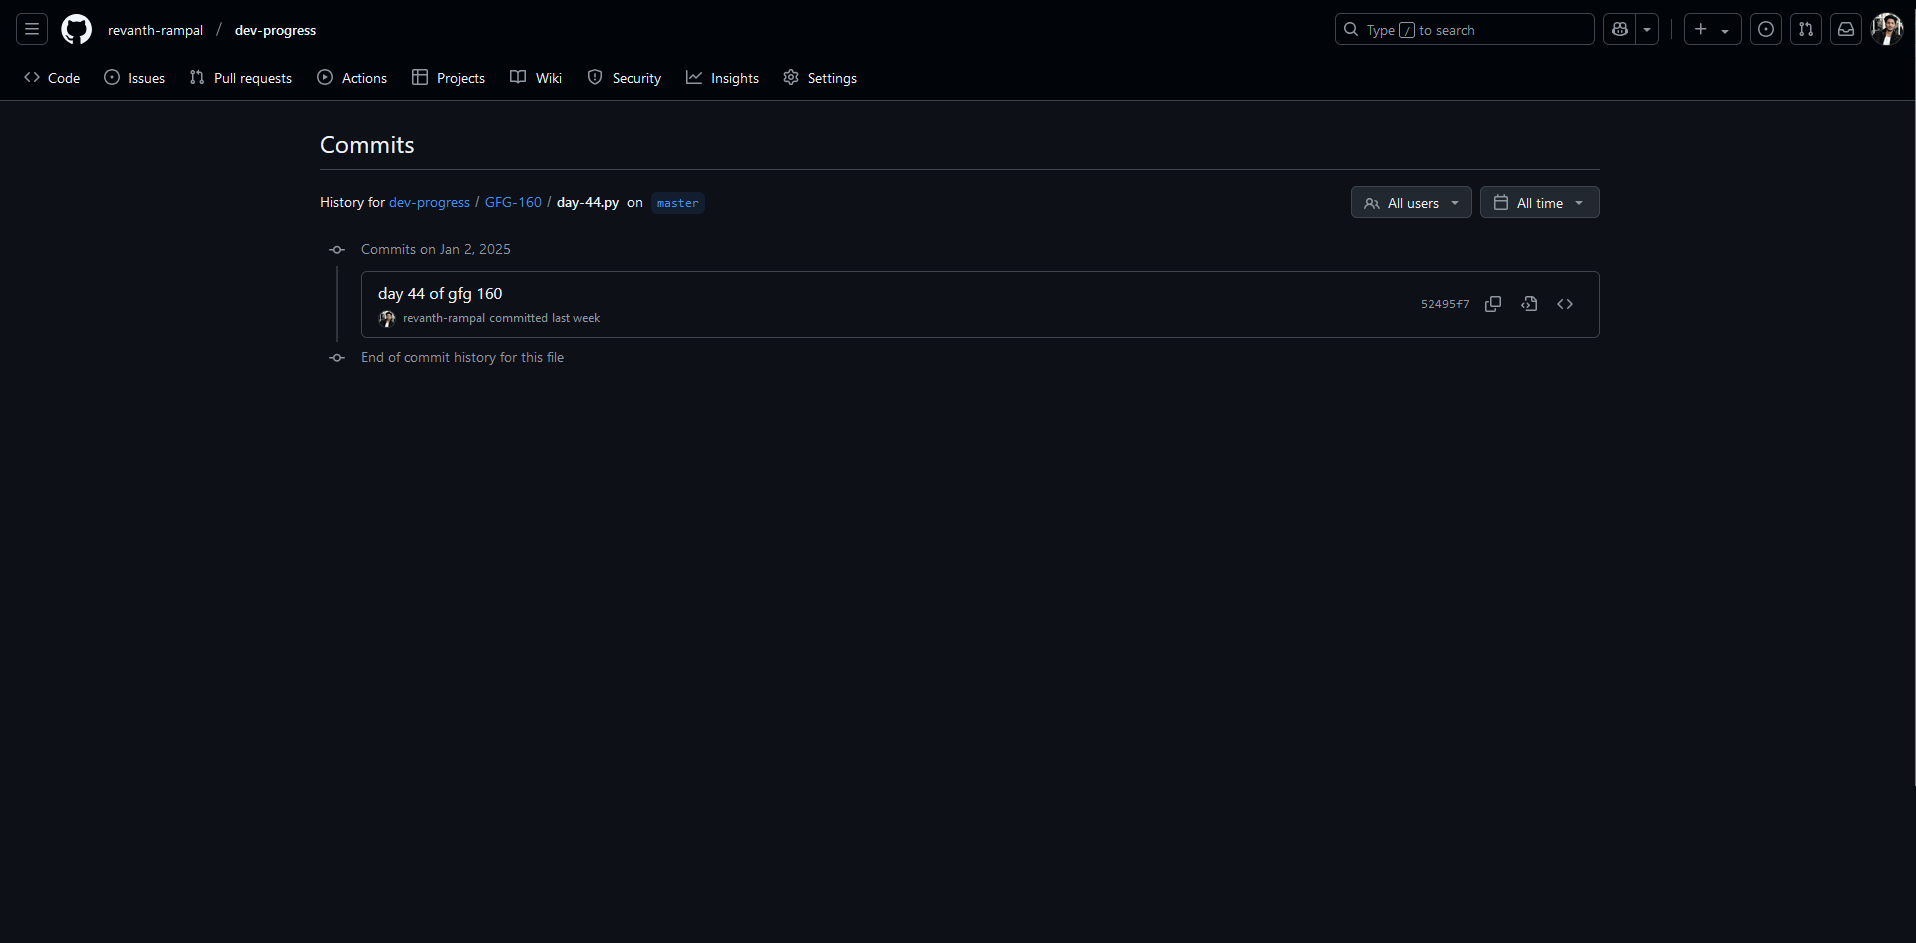 revanth-rampal / dev-progress
Type / to search
Code Issues Pull requests Actions Projects Wiki Security Insights Settings
Commits
History for dev-progress / GFG-160 / day-44.py on master
All users All time
Commits on Jan 2, 2025
day 44 of gfg 160
52495f7
revanth-rampal committed last week
End of commit history for this file